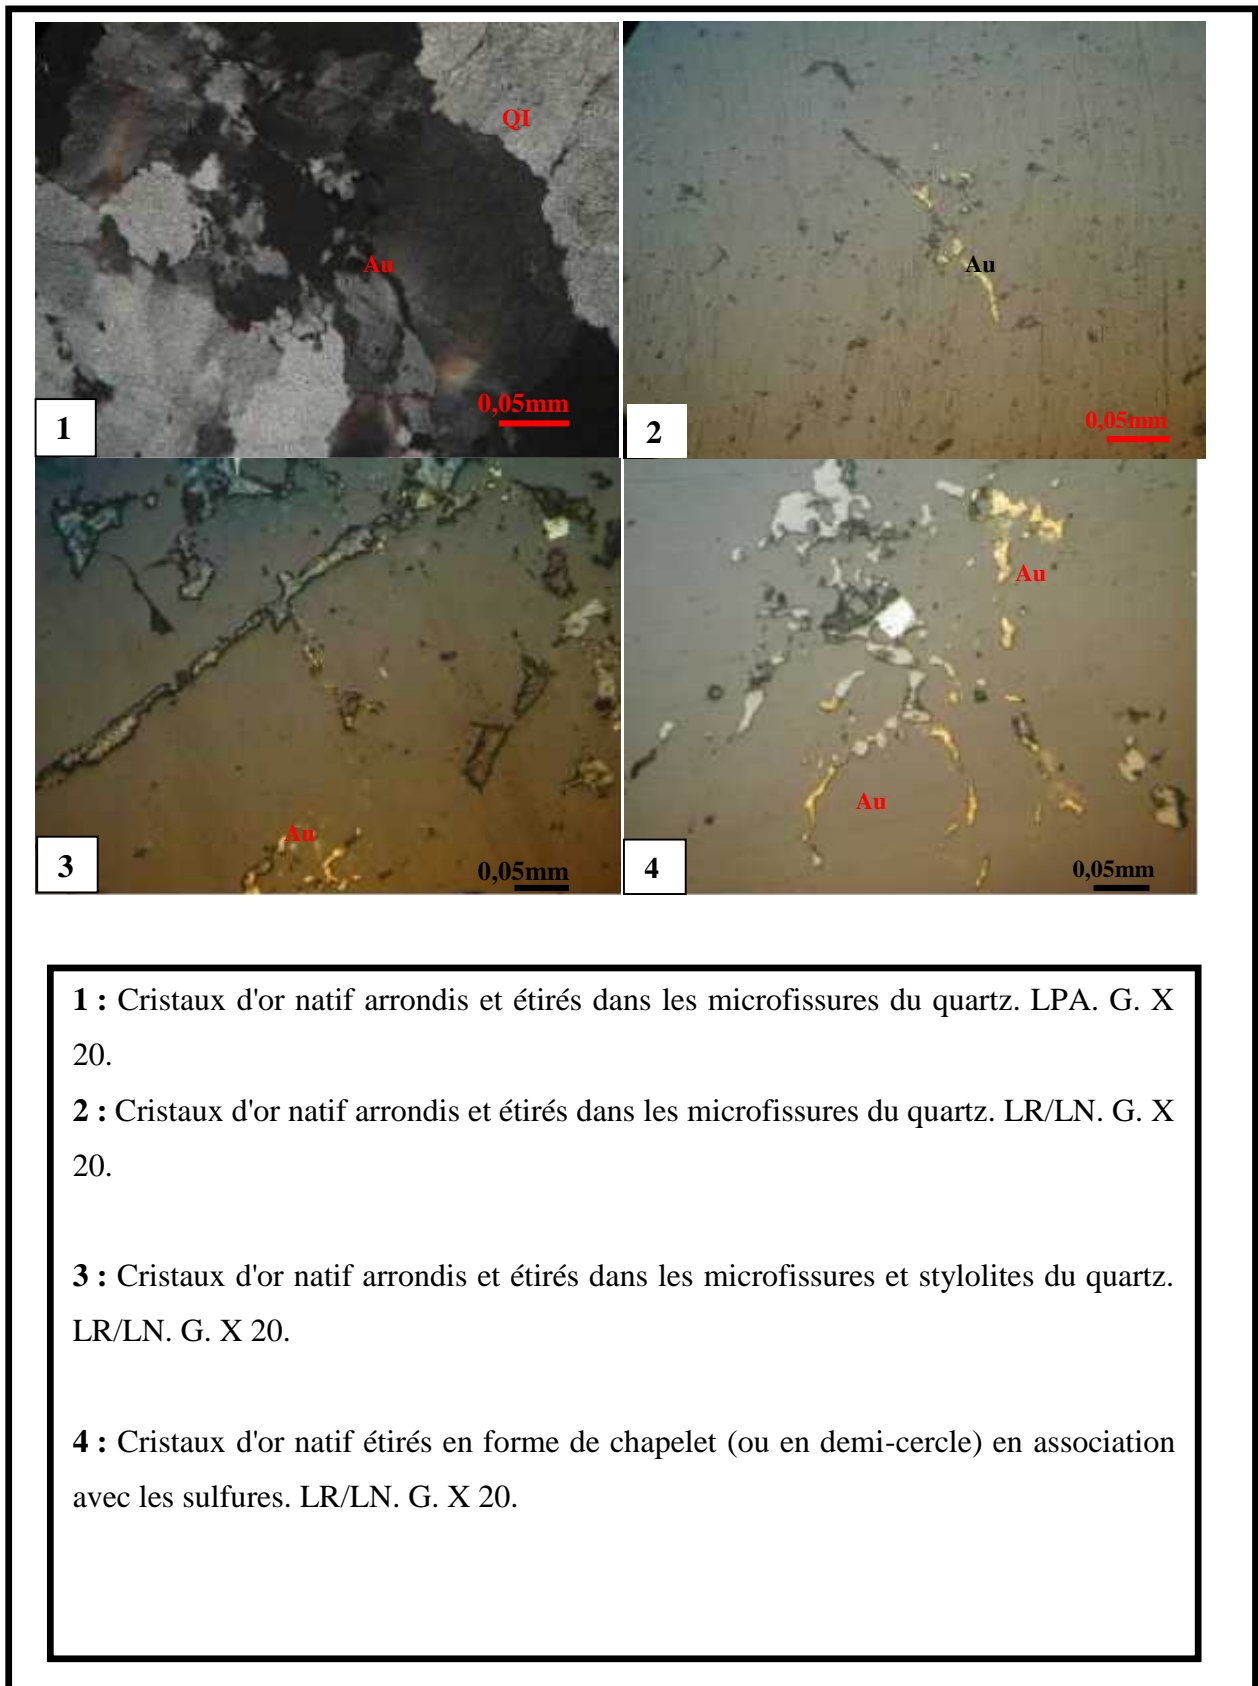 QI
Au
0,05mm
1
Au
0,05mm
2
Au
0,05mm
3
Au
Au
0,05mm
4
1 : Cristaux d'or natif arrondis et étirés dans les microfissures du quartz. LPA. G. X
20.
2 : Cristaux d'or natif arrondis et étirés dans les microfissures du quartz. LR/LN. G. X
20.
3 : Cristaux d'or natif arrondis et étirés dans les microfissures et stylolites du quartz.
LR/LN. G. X 20.
4 : Cristaux d'or natif étirés en forme de chapelet (ou en demi-cercle) en association
avec les sulfures. LR/LN. G. X 20.